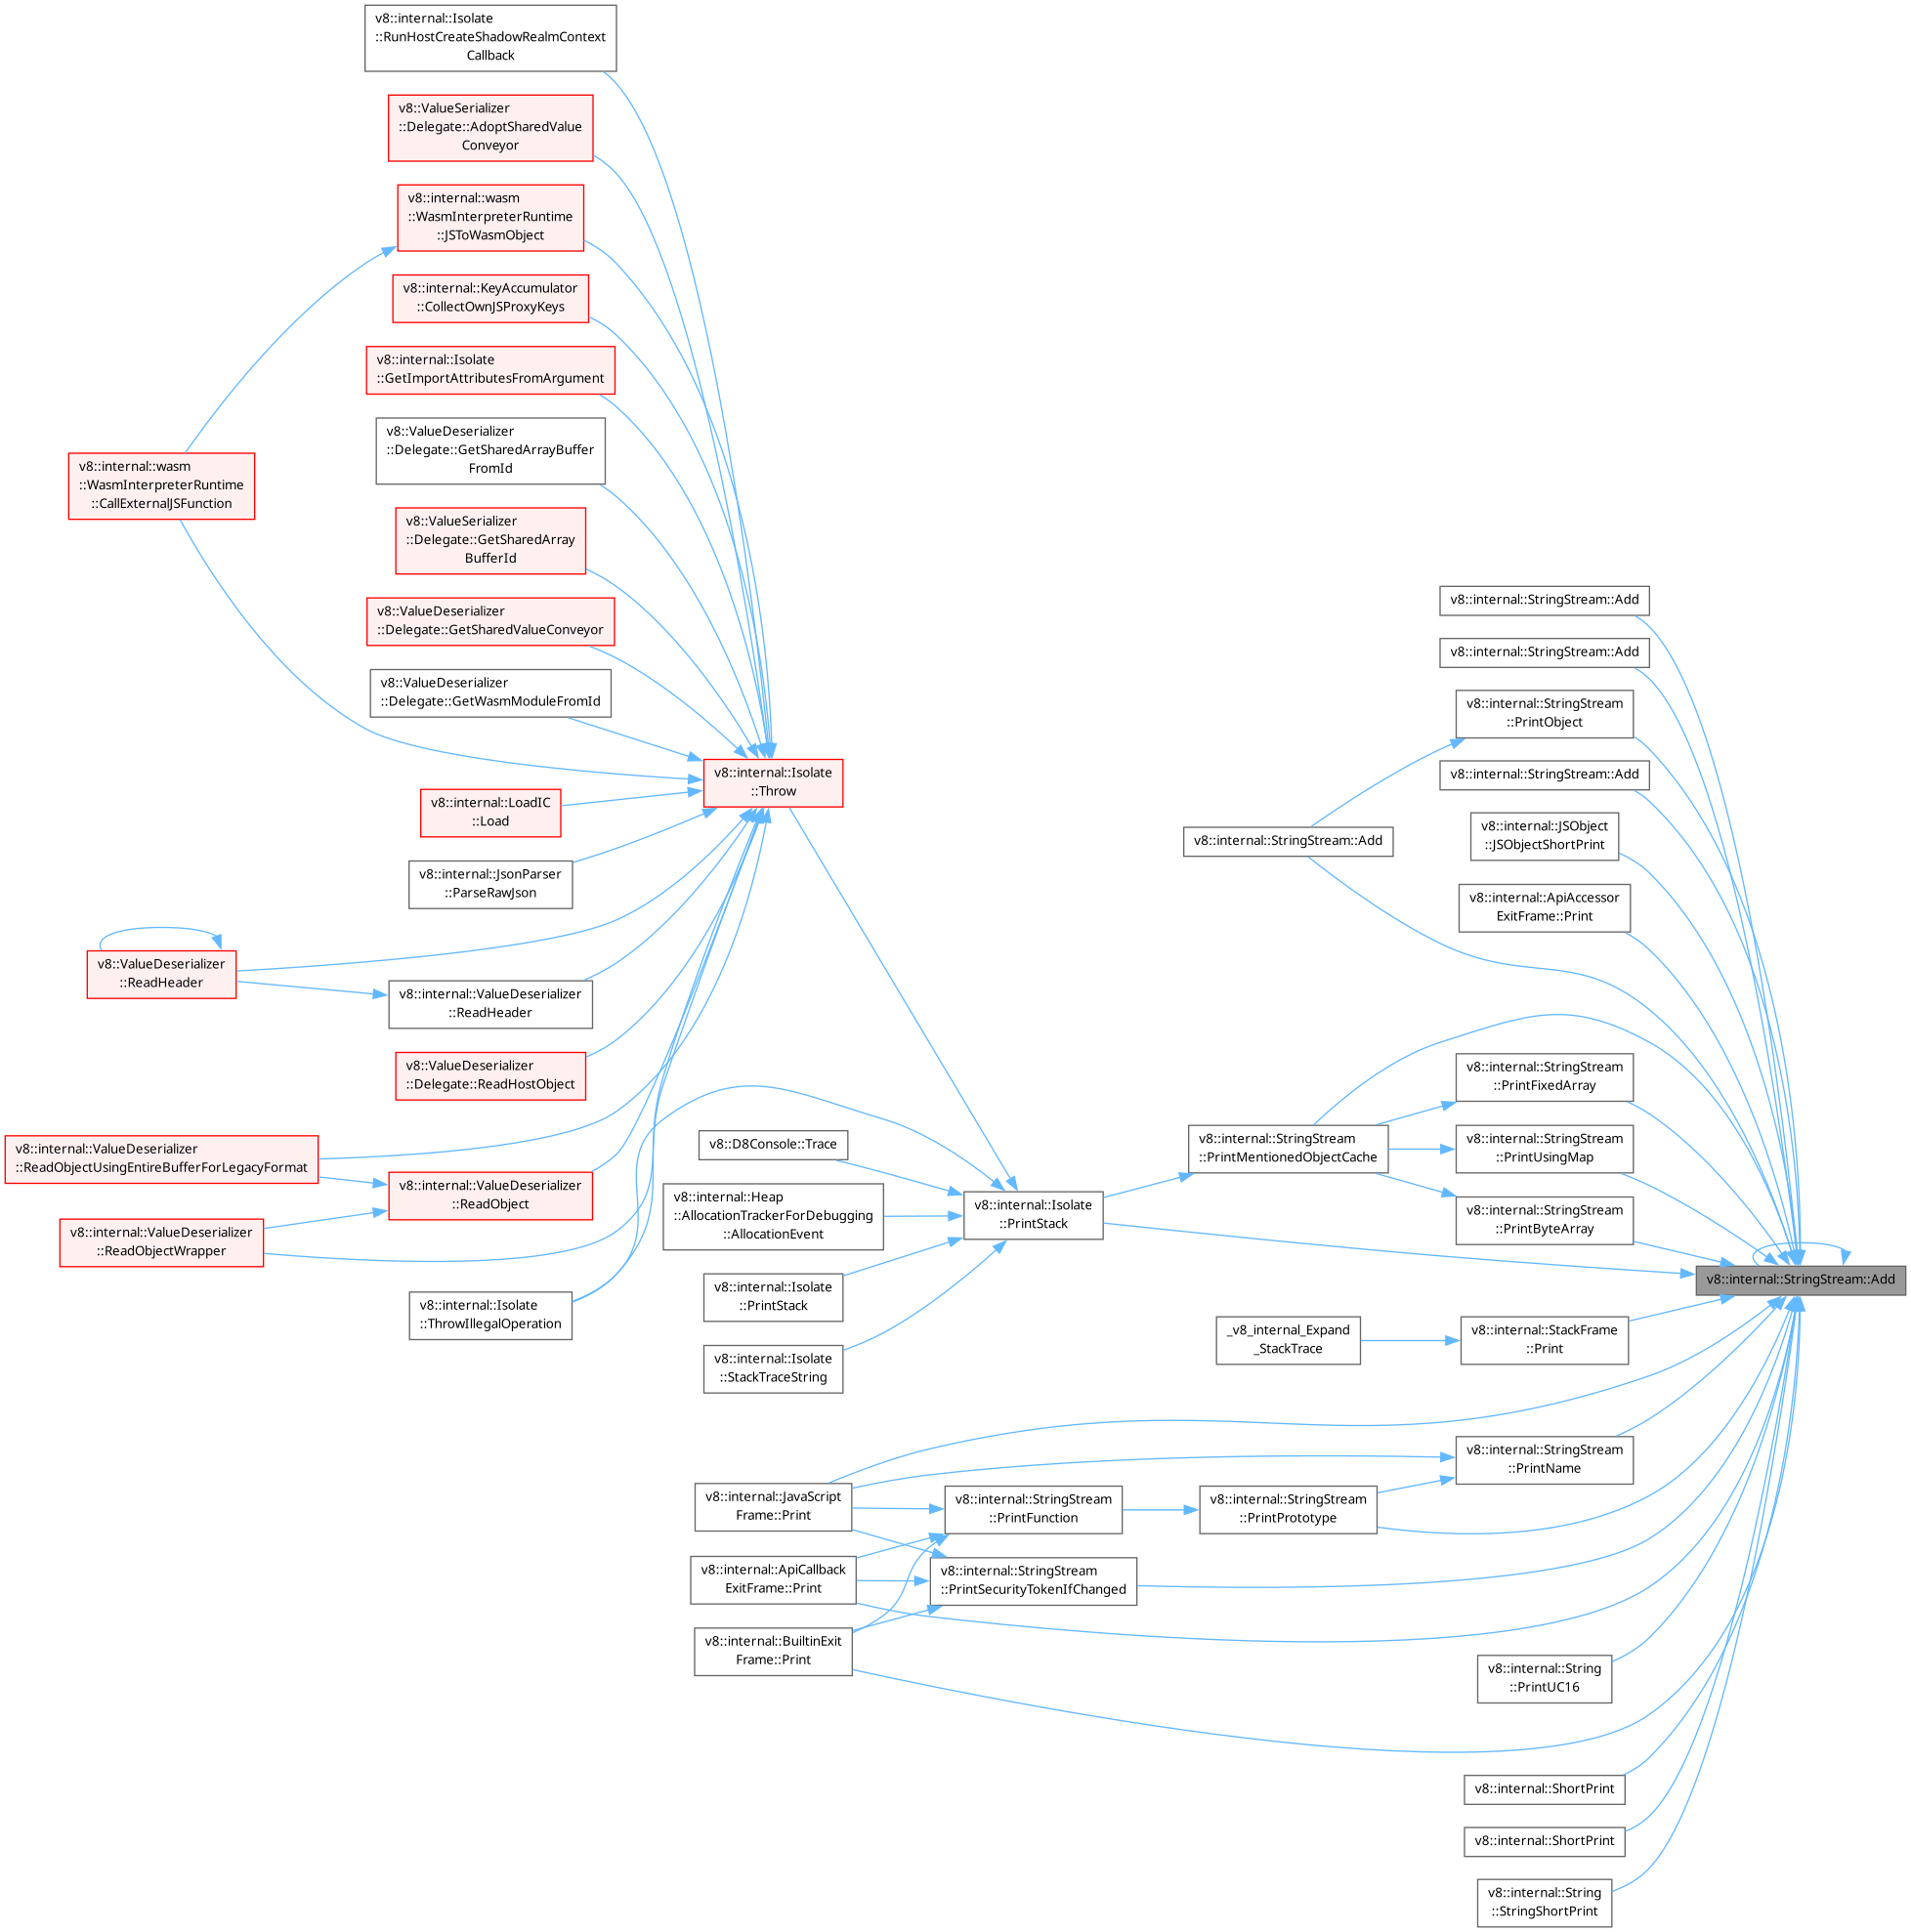 v8::internal::Isolate
::RunHostCreateShadowRealmContext
Callback
v8::ValueSerializer
::Delegate::AdoptSharedValue
Conveyor
v8::internal::wasm
::WasmInterpreterRuntime
::JSToWasmObject
v8::internal::KeyAccumulator
::CollectOwnJSProxyKeys
v8::internal::Isolate
::GetImportAttributesFromArgument
v8::ValueDeserializer
::Delegate::GetSharedArrayBuffer
FromId
v8::internal::wasm
::WasmInterpreterRuntime
::CallExternalJSFunction
v8::ValueSerializer
::Delegate::GetSharedArray
BufferId
v8::ValueDeserializer
::Delegate::GetSharedValueConveyor
v8::ValueDeserializer
::Delegate::GetWasmModuleFromId
v8::internal::Isolate
::Throw
v8::internal::LoadIC
::Load
v8::internal::JsonParser
::ParseRawJson
v8::ValueDeserializer
::ReadHeader
v8::internal::ValueDeserializer
::ReadHeader
v8::ValueDeserializer
::Delegate::ReadHostObject
v8::internal::ValueDeserializer
::ReadObjectUsingEntireBufferForLegacyFormat
v8::internal::ValueDeserializer
::ReadObject
v8::internal::ValueDeserializer
::ReadObjectWrapper
v8::internal::Isolate
::ThrowIllegalOperation
v8::D8Console::Trace
v8::internal::Heap
::AllocationTrackerForDebugging
::AllocationEvent
v8::internal::Isolate
::PrintStack
v8::internal::Isolate
::StackTraceString
v8::internal::Isolate
::PrintStack
v8::internal::StringStream::Add
v8::internal::StringStream::Add
v8::internal::StringStream
::PrintObject
v8::internal::StringStream::Add
v8::internal::StringStream::Add
v8::internal::JSObject
::JSObjectShortPrint
v8::internal::ApiAccessor
ExitFrame::Print
v8::internal::StringStream
::PrintFixedArray
v8::internal::StringStream
::PrintMentionedObjectCache
v8::internal::StringStream
::PrintUsingMap
v8::internal::StringStream
::PrintByteArray
v8::internal::StringStream::Add
_v8_internal_Expand
_StackTrace
v8::internal::StackFrame
::Print
v8::internal::StringStream
::PrintName
v8::internal::JavaScript
Frame::Print
v8::internal::StringStream
::PrintFunction
v8::internal::StringStream
::PrintPrototype
v8::internal::ApiCallback
ExitFrame::Print
v8::internal::StringStream
::PrintSecurityTokenIfChanged
v8::internal::BuiltinExit
Frame::Print
v8::internal::String
::PrintUC16
v8::internal::ShortPrint
v8::internal::ShortPrint
v8::internal::String
::StringShortPrint